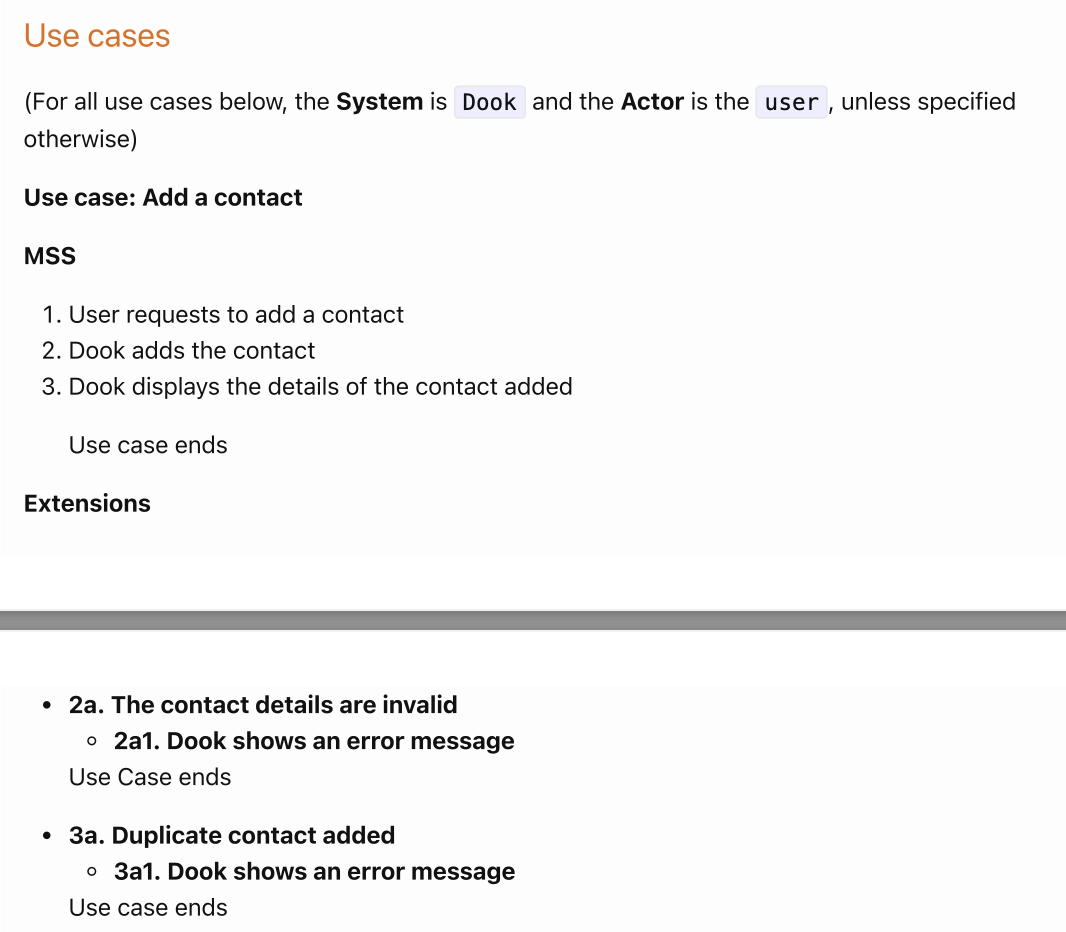 Use cases
(For all use cases below, the System is Dook and the Actor is the user, unless specified
otherwise)
Use case: Add a contact
MSS
1. User requests to add a contact
2. Dook adds the contact
3. Dook displays the details of the contact added
Use case ends
Extensions
• 2a. The contact details are invalid
◦ 2a1. Dook shows an error message
Use Case ends
• 3a. Duplicate contact added
◦ 3a1. Dook shows an error message
Use case ends